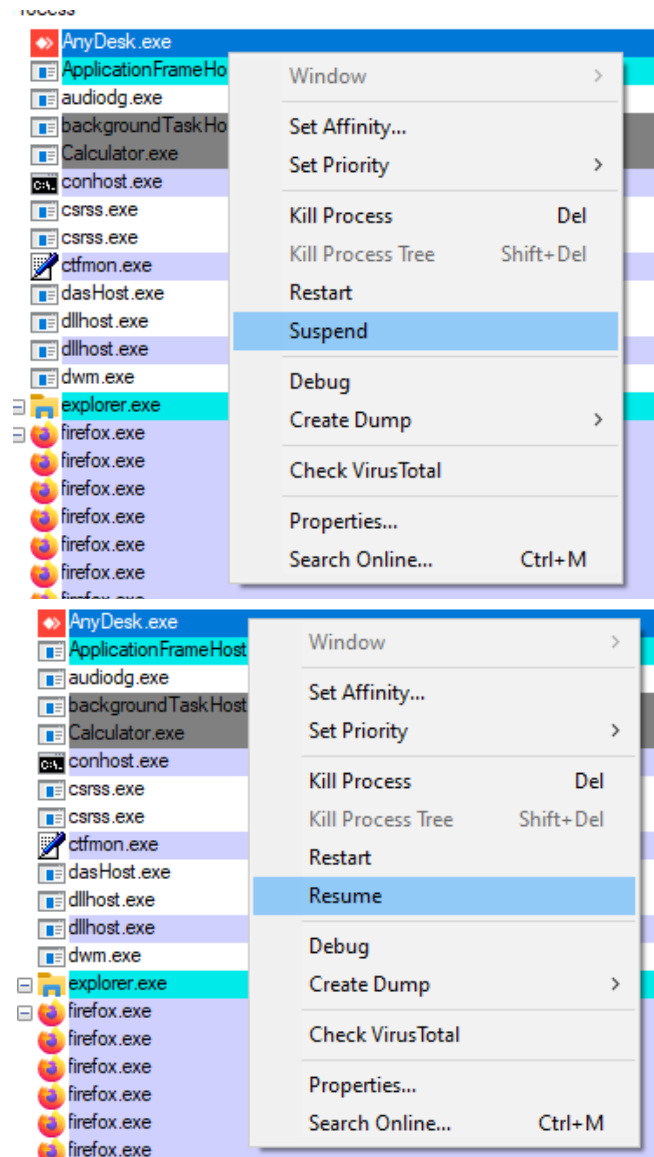 Process
AnyDesk.exe
ApplicationFrameHo
Window
audiodg.exe
backgroundTaskHo
Set Affinity...
Calculator.exe
Set Priority
conhost.exe
csrss.exe
Kill Process Del
csrss.exe
ctfmon.exe
Kill Process Tree Shift+Del
dasHost.exe
Restart
dllhost.exe
Suspend
dllhost.exe
dwm.exe
Debug
explorer.exe
Create Dump
firefox.exe
firefox.exe
Check VirusTotal
firefox.exe
firefox.exe
Properties...
firefox.exe
firefox.exe
Search Online... Ctrl+M
firefox.exe
AnyDesk.exe
ApplicationFrameHost
Window
audiodg.exe
backgroundTaskHost
Set Affinity...
Calculator.exe
Set Priority
conhost.exe
csrss.exe
Kill Process Del
csrss.exe
Kill Process Tree Shift+Del
ctfmon.exe
dasHost.exe
Restart
dllhost.exe
Resume
dllhost.exe
dwm.exe
Debug
explorer.exe
Create Dump
firefox.exe
firefox.exe
Check VirusTotal
firefox.exe
firefox.exe
Properties...
firefox.exe
Search Online... Ctrl+M
firefox.exe